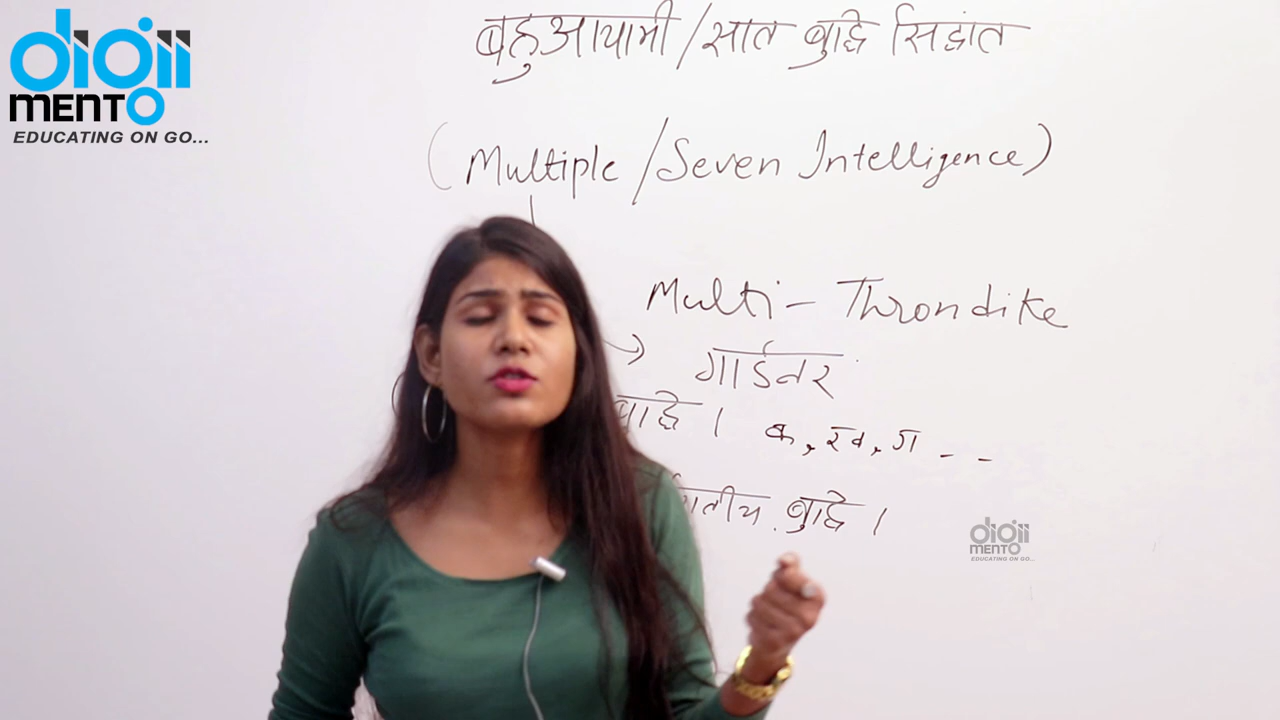 digii
MENTO
EDUCATING ON GO...
बहुआयामी/सात बुद्धि सिद्धांत
(Multiple/Seven Intelligence)
Multi - Throndike
→ गार्डनर
बुद्धि । क, ख, ग - -
बुद्धि ।
digii
MENTO
EDUCATING ON GO...